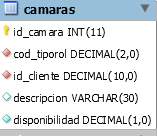 camaras
id_camara INT(11)
cod_tiporol DECIMAL(2,0)
id_cliente DECIMAL(10,0)
descripcion VARCHAR(30)
disponibilidad DECIMAL(1,0)